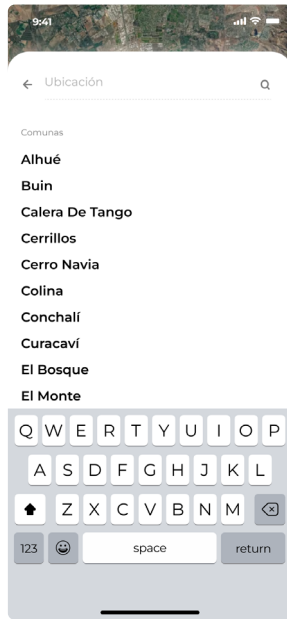 9:41
Ubicación
Comunas
Alhué
Buin
Calera De Tango
Cerrillos
Cerro Navia
Colina
Conchalí
Curacaví
El Bosque
El Monte
Q W E R T Y U I O P
A S D F G H J K L
Z X C V B N M
123 space return